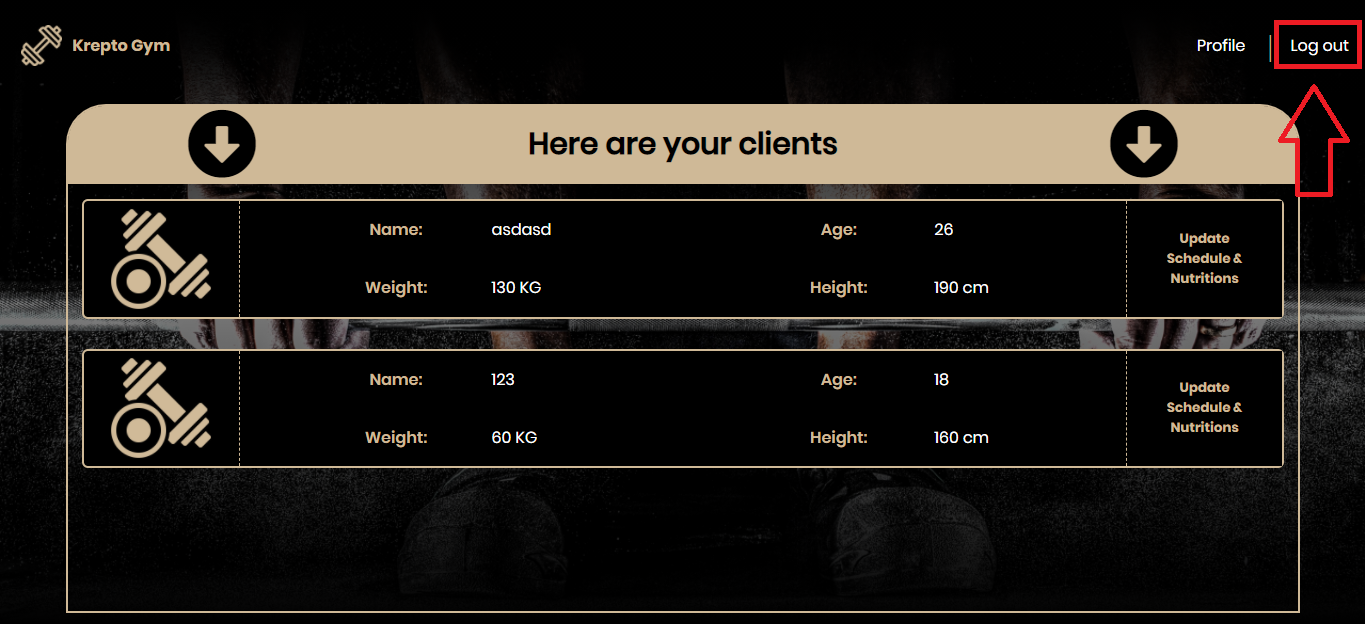 Krepto Gym
Profile
Log out
Here are your clients
Name: asdasd Age: 26
Weight: 130 KG Height: 190 cm
Update
Schedule &
Nutritions
Name: 123 Age: 18
Weight: 60 KG Height: 160 cm
Update
Schedule &
Nutritions